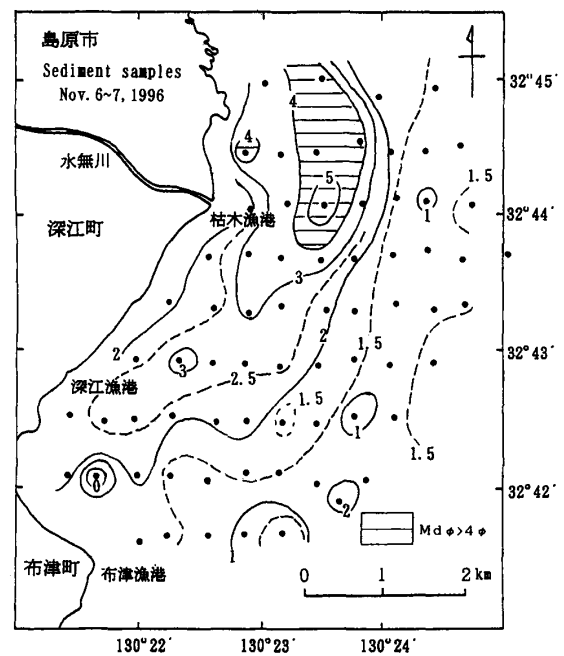 島原市
Sediment samples
Nov. 6~7, 1996
32°45′
4
4
水無川
5
1.5
1
32°44′
枯木漁港
深江町
3
2
1.5
32°43′
2
3
2.5
深江漁港
1.5
1
1.5
0
2
32°42′
Mdφ>4φ
布津町
布津漁港
1
0 1 2 km
130°22′ 130°23′ 130°24′